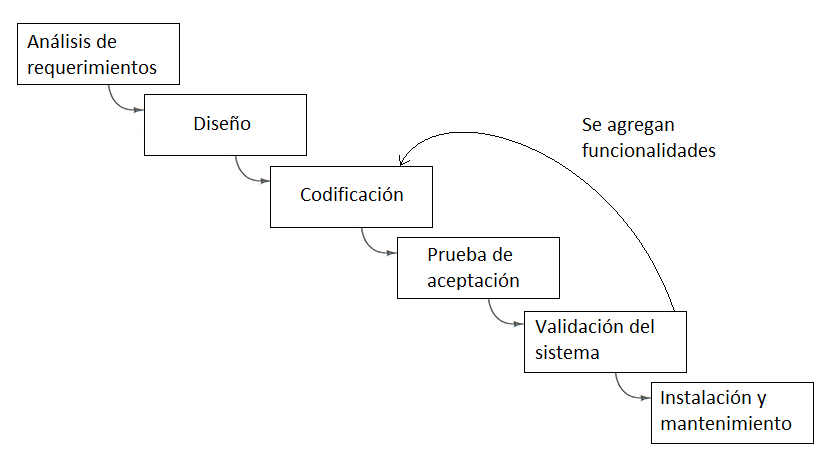 Análisis de
requerimientos
Diseño
Se agregan
funcionalidades
Codificación
Prueba de
aceptación
Validación del
sistema
Instalación y
mantenimiento